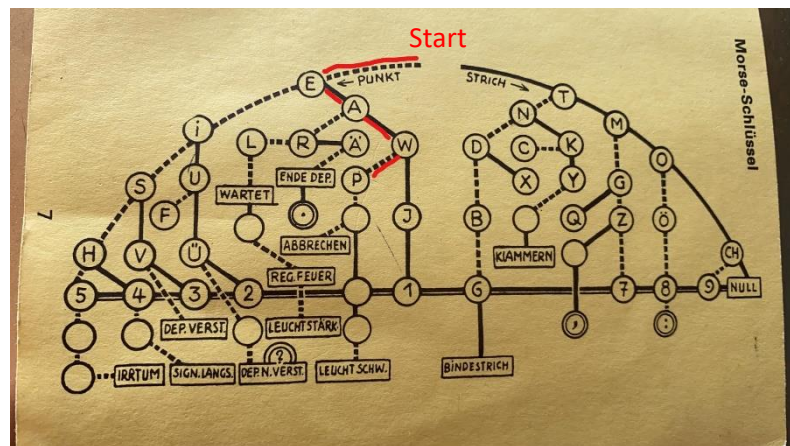 Start
Morse-Schlüssel
← PUNKT
STRICH →
E
T
A
N
M
i
L
R
Ä
W
D
C
K
O
S
U
WARTET
ENDE DEP.
P
X
Y
G
7
F
.
J
B
Q
Z
Ö
H
V
Ü
ABBRECHEN
KLAMMERN
CH
REG. FEUER
5
4
3
2
1
6
7
8
9
NULL
DEP. VERST.
LEUCHTSTÄRK.
,
:
?
IRRTUM
SIGN. LANGS.
DEP. N. VERST.
LEUCHT SCHW.
BINDESTRICH